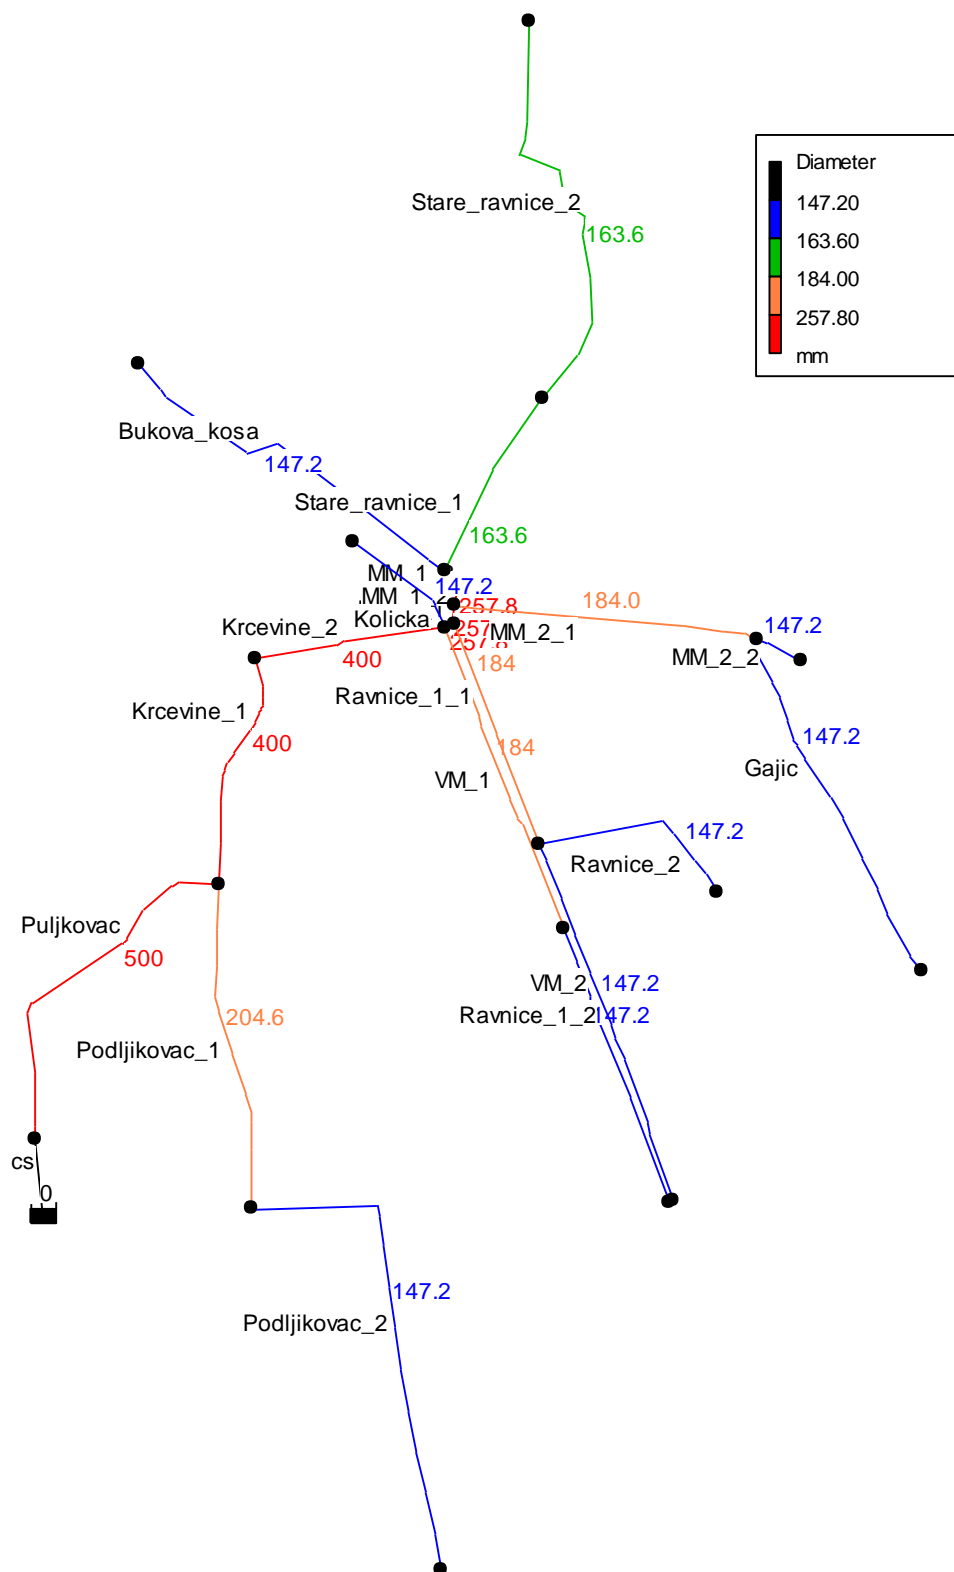 Diameter
147.20
163.60
184.00
257.80
mm
Stare_ravnice_2
163.6
Bukova_kosa
147.2
Stare_ravnice_1
163.6
MM_1
147.2
MM_1_2
257.8
184.0
Kolicka
Krcevine_2
MM_2_1
147.2
400
184
MM_2_2
Ravnice_1_1
Krcevine_1
400
184
147.2
Gajic
VM_1
147.2
Ravnice_2
Puljkovac
500
VM_2
147.2
204.6
Ravnice_1_2
147.2
Podljikovac_1
cs
0
147.2
Podljikovac_2